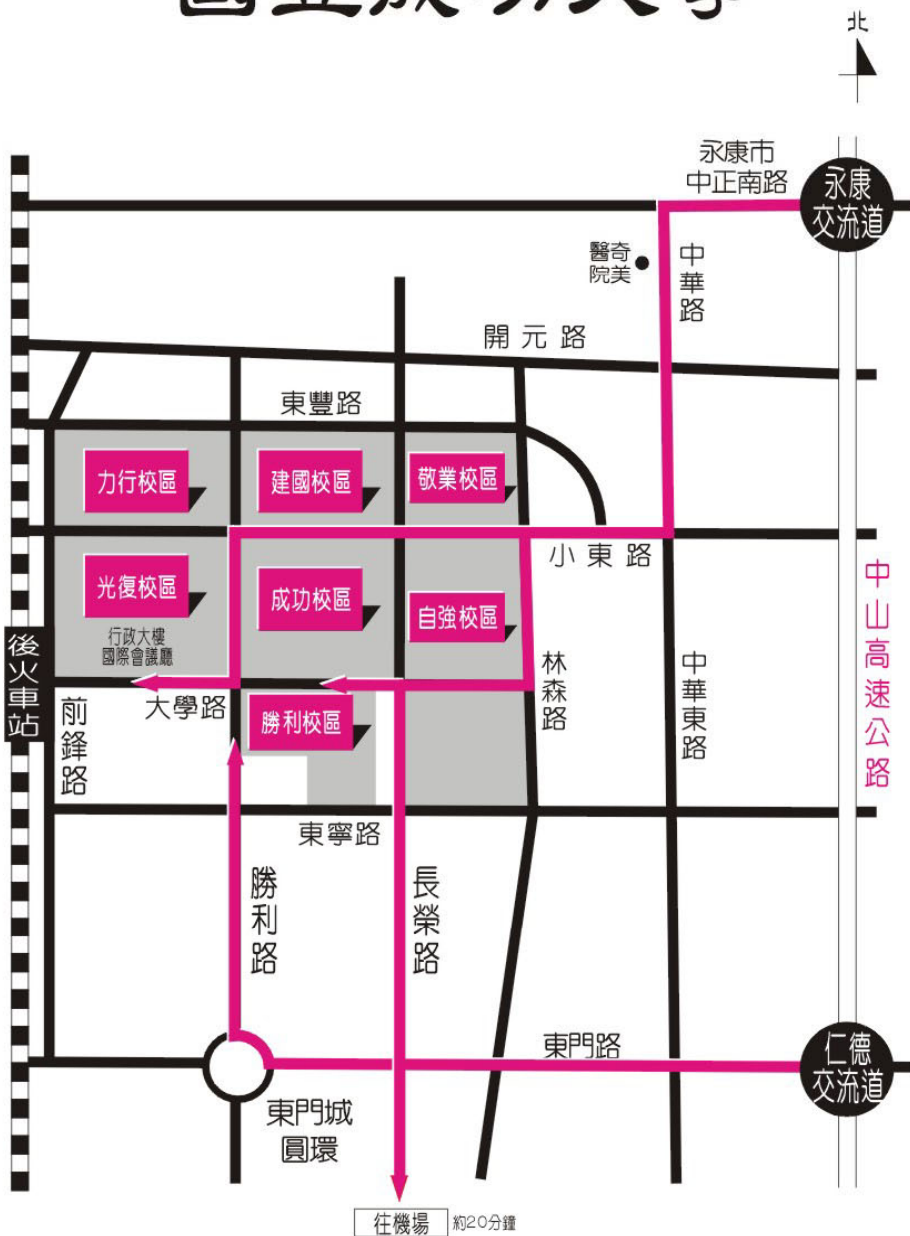 國立成功大學
北
永康市
中正南路
永康
交流道
醫奇
院美
中華路
開元路
東豐路
力行校區
建國校區
敬業校區
小東路
光復校區
成功校區
自強校區
行政大樓
國際會議廳
中山高速公路
後火車站
前鋒路
大學路
勝利校區
林森路
中華東路
東寧路
勝利路
長榮路
東門路
仁德
交流道
東門城
圓環
往機場
約20分鐘